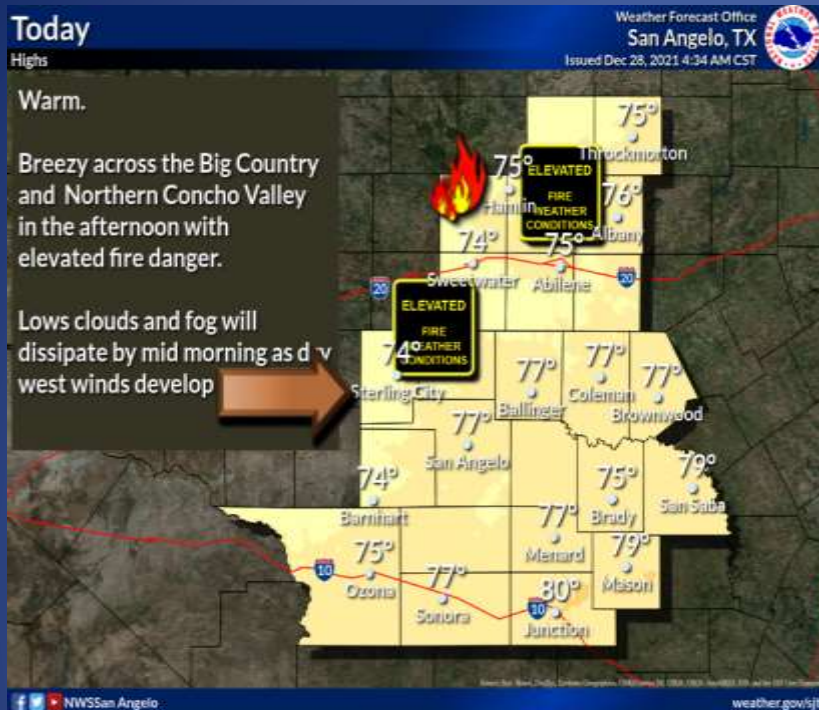 Today
Weather Forecast Office
San Angelo, TX
Highs
Issued Dec 28, 2021 4:34 AM CST
Warm.
Breezy across the Big Country
and Northern Concho Valley
in the afternoon with
elevated fire danger.
Lows clouds and fog will
dissipate by mid morning as
west winds develop
75°
Throckmorton
75°
Hamlin
ELEVATED
FIRE
WEATHER
CONDITIONS
76°
Albany
74°
Sweetwater
75°
Abilene
20
20
ELEVATED
FIRE
WEATHER
CONDITIONS
74°
Sterling City
77°
Ballinger
77°
Coleman
77°
Brownwood
77°
San Angelo
74°
Barnhart
75°
Brady
79°
San Saba
77°
Menard
79°
Mason
75°
Ozona
10
77°
Sonora
80°
Junction
10
NWSSan Angelo
weather.gov/sjt